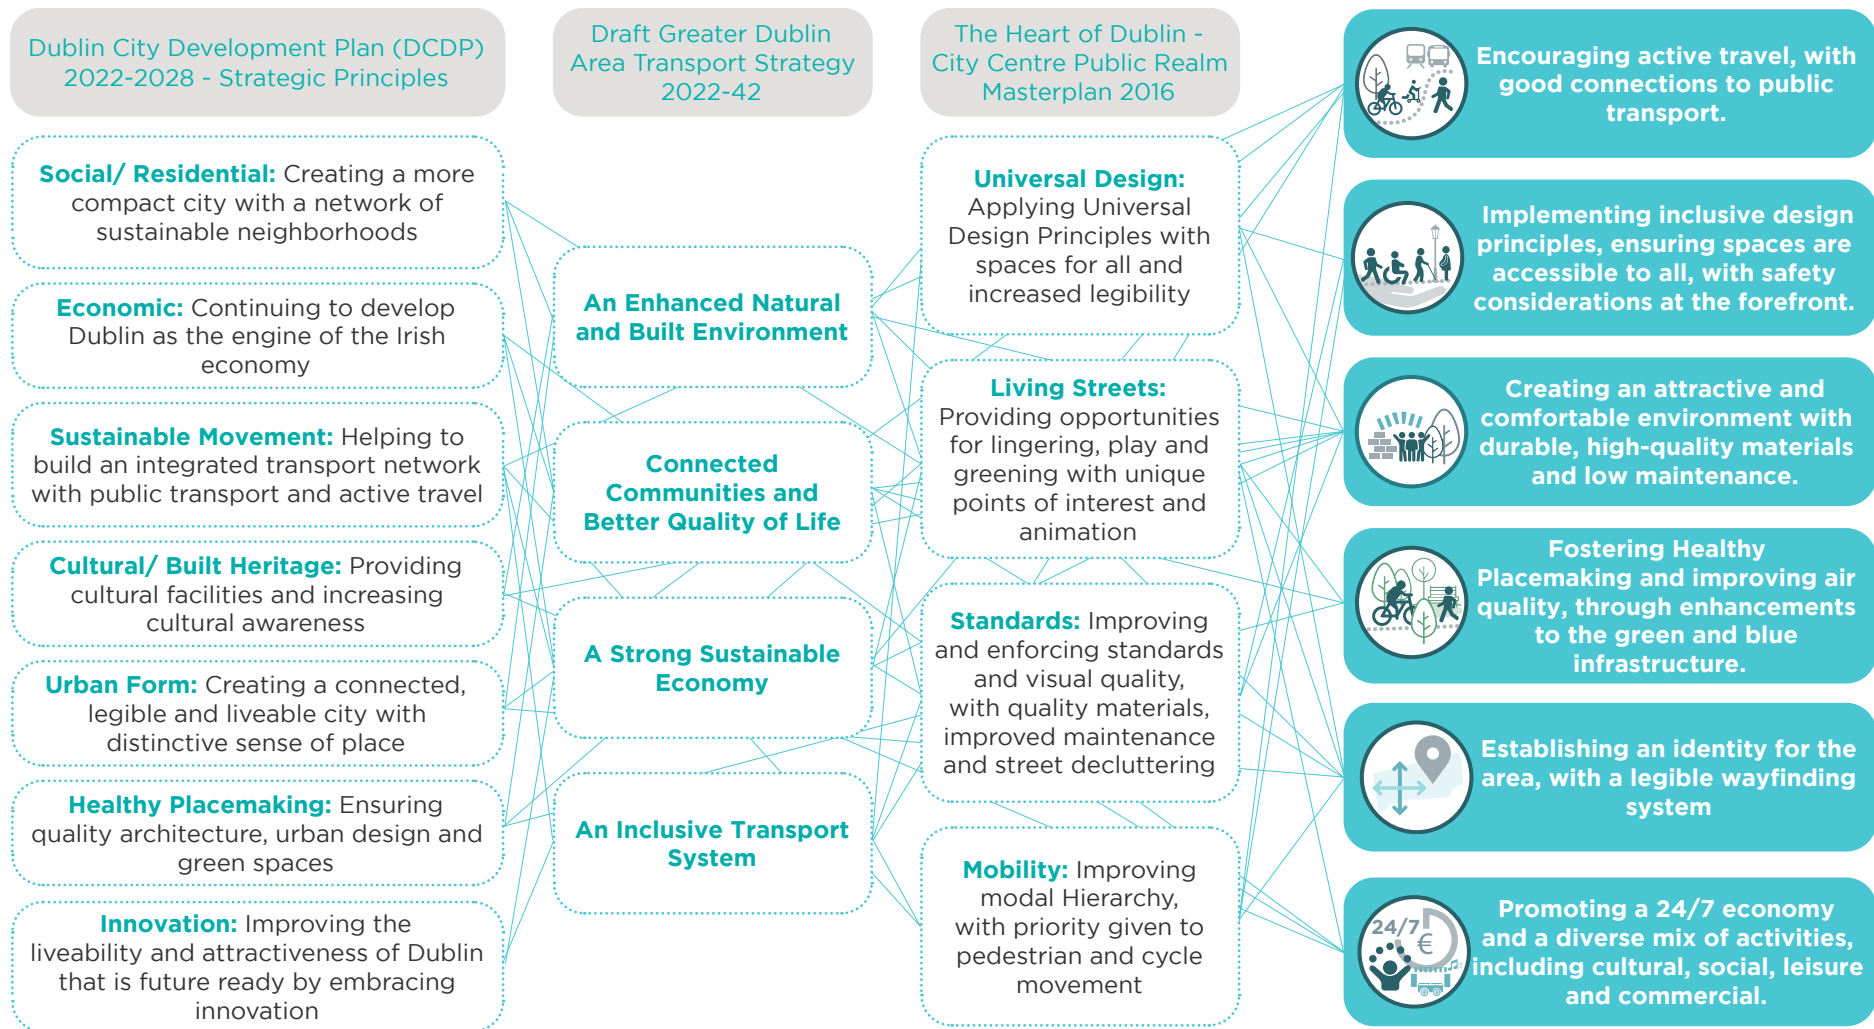 Dublin City Development Plan (DCDP)
2022-2028 - Strategic Principles
Social/ Residential: Creating a more
compact city with a network of
sustainable neighborhoods
Economic: Continuing to develop
Dublin as the engine of the Irish
economy
Sustainable Movement: Helping to
build an integrated transport network
with public transport and active travel
Cultural/ Built Heritage: Providing
cultural facilities and increasing
cultural awareness
Urban Form: Creating a connected,
legible and liveable city with
distinctive sense of place
Healthy Placemaking: Ensuring
quality architecture, urban design and
green spaces
Innovation: Improving the
liveability and attractiveness of Dublin
that is future ready by embracing
innovation
Draft Greater Dublin
Area Transport Strategy
2022-42
An Enhanced Natural
and Built Environment
Connected
Communities and
Better Quality of Life
A Strong Sustainable
Economy
An Inclusive Transport
System
The Heart of Dublin -
City Centre Public Realm
Masterplan 2016
Universal Design:
Applying Universal
Design Principles with
spaces for all and
increased legibility
Living Streets:
Providing opportunities
for lingering, play and
greening with unique
points of interest and
animation
Standards: Improving
and enforcing standards
and visual quality,
with quality materials,
improved maintenance
and street decluttering
Mobility: Improving
modal Hierarchy,
with priority given to
pedestrian and cycle
movement
Encouraging active travel, with
good connections to public
transport.
Implementing inclusive design
principles, ensuring spaces are
accessible to all, with safety
considerations at the forefront.
Creating an attractive and
comfortable environment with
durable, high-quality materials
and low maintenance.
Fostering Healthy
Placemaking and improving air
quality, through enhancements
to the green and blue
infrastructure.
Establishing an identity for the
area, with a legible wayfinding
system
24/7
€
Promoting a 24/7 economy
and a diverse mix of activities,
including cultural, social, leisure
and commercial.